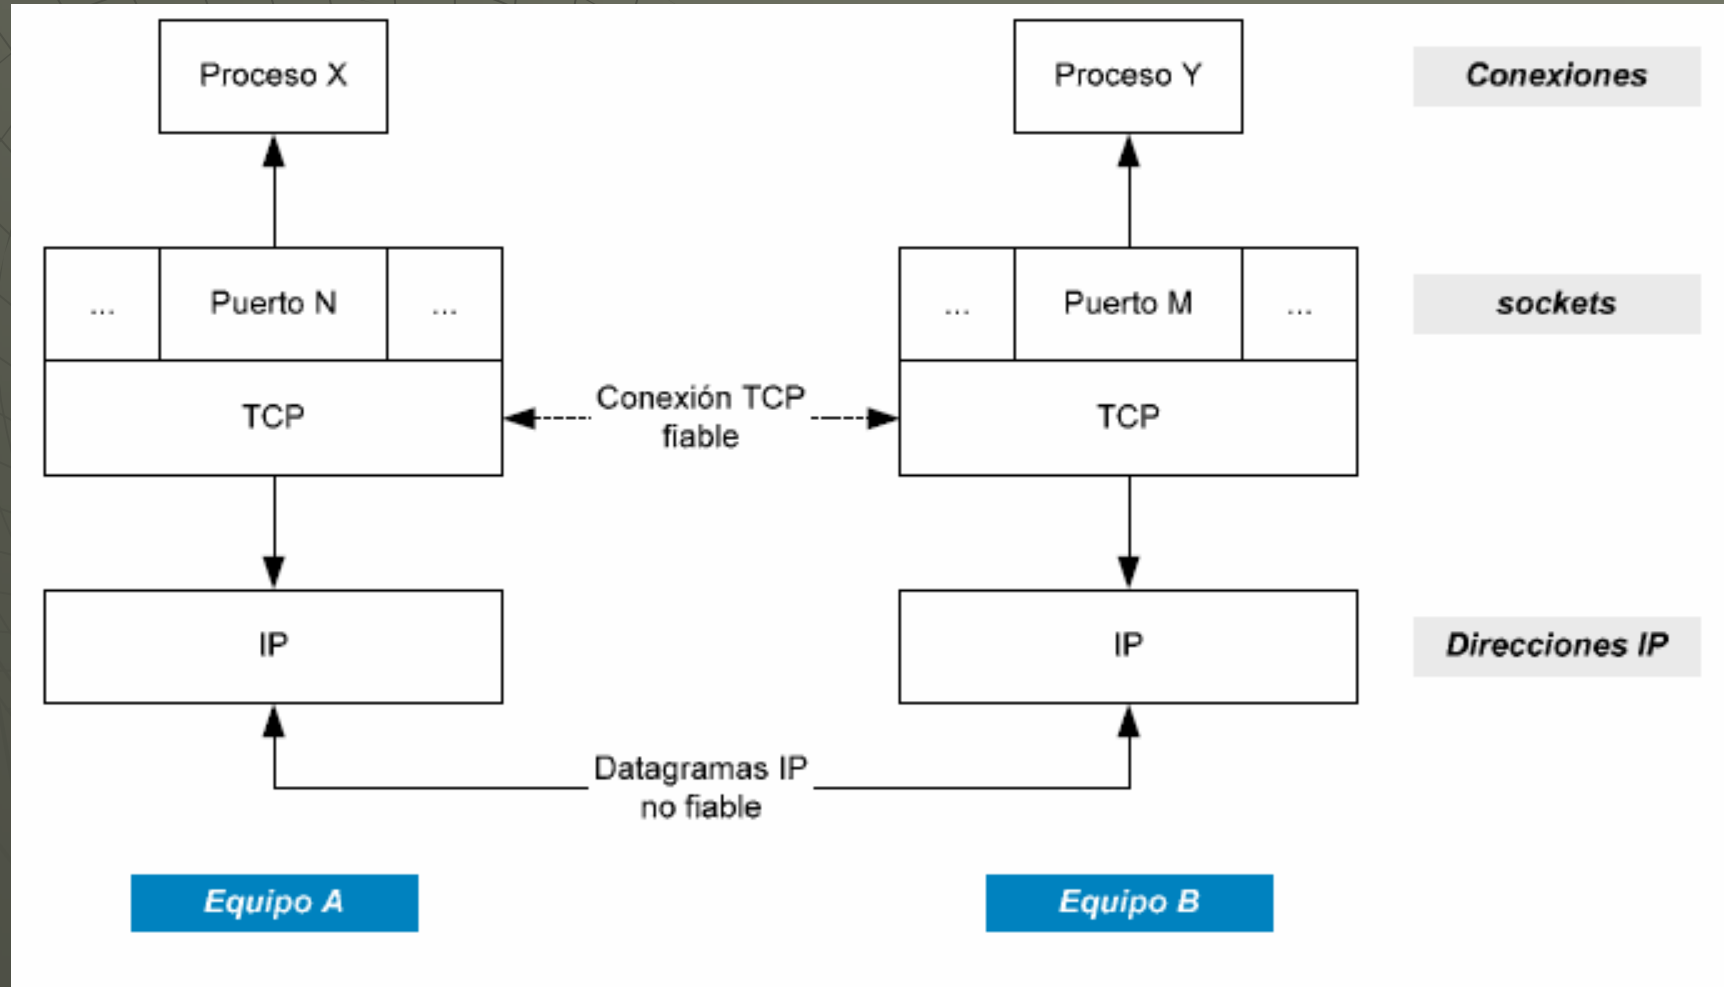 Proceso X
Proceso Y
Conexiones
...
Puerto N
...
...
Puerto M
...
sockets
TCP
Conexión TCP
fiable
TCP
IP
IP
Direcciones IP
Datagramas IP
no fiable
Equipo A
Equipo B